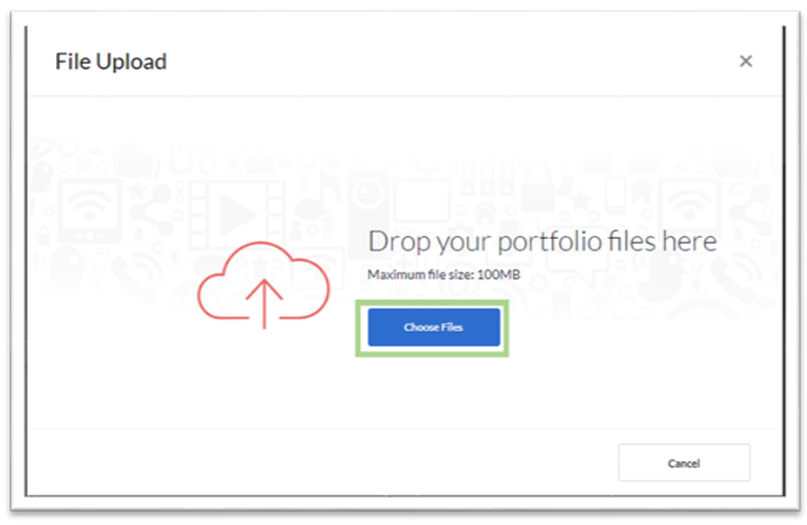 File Upload
Drop your portfolio files here
Maximum file size: 100MB
Choose Files
Cancel